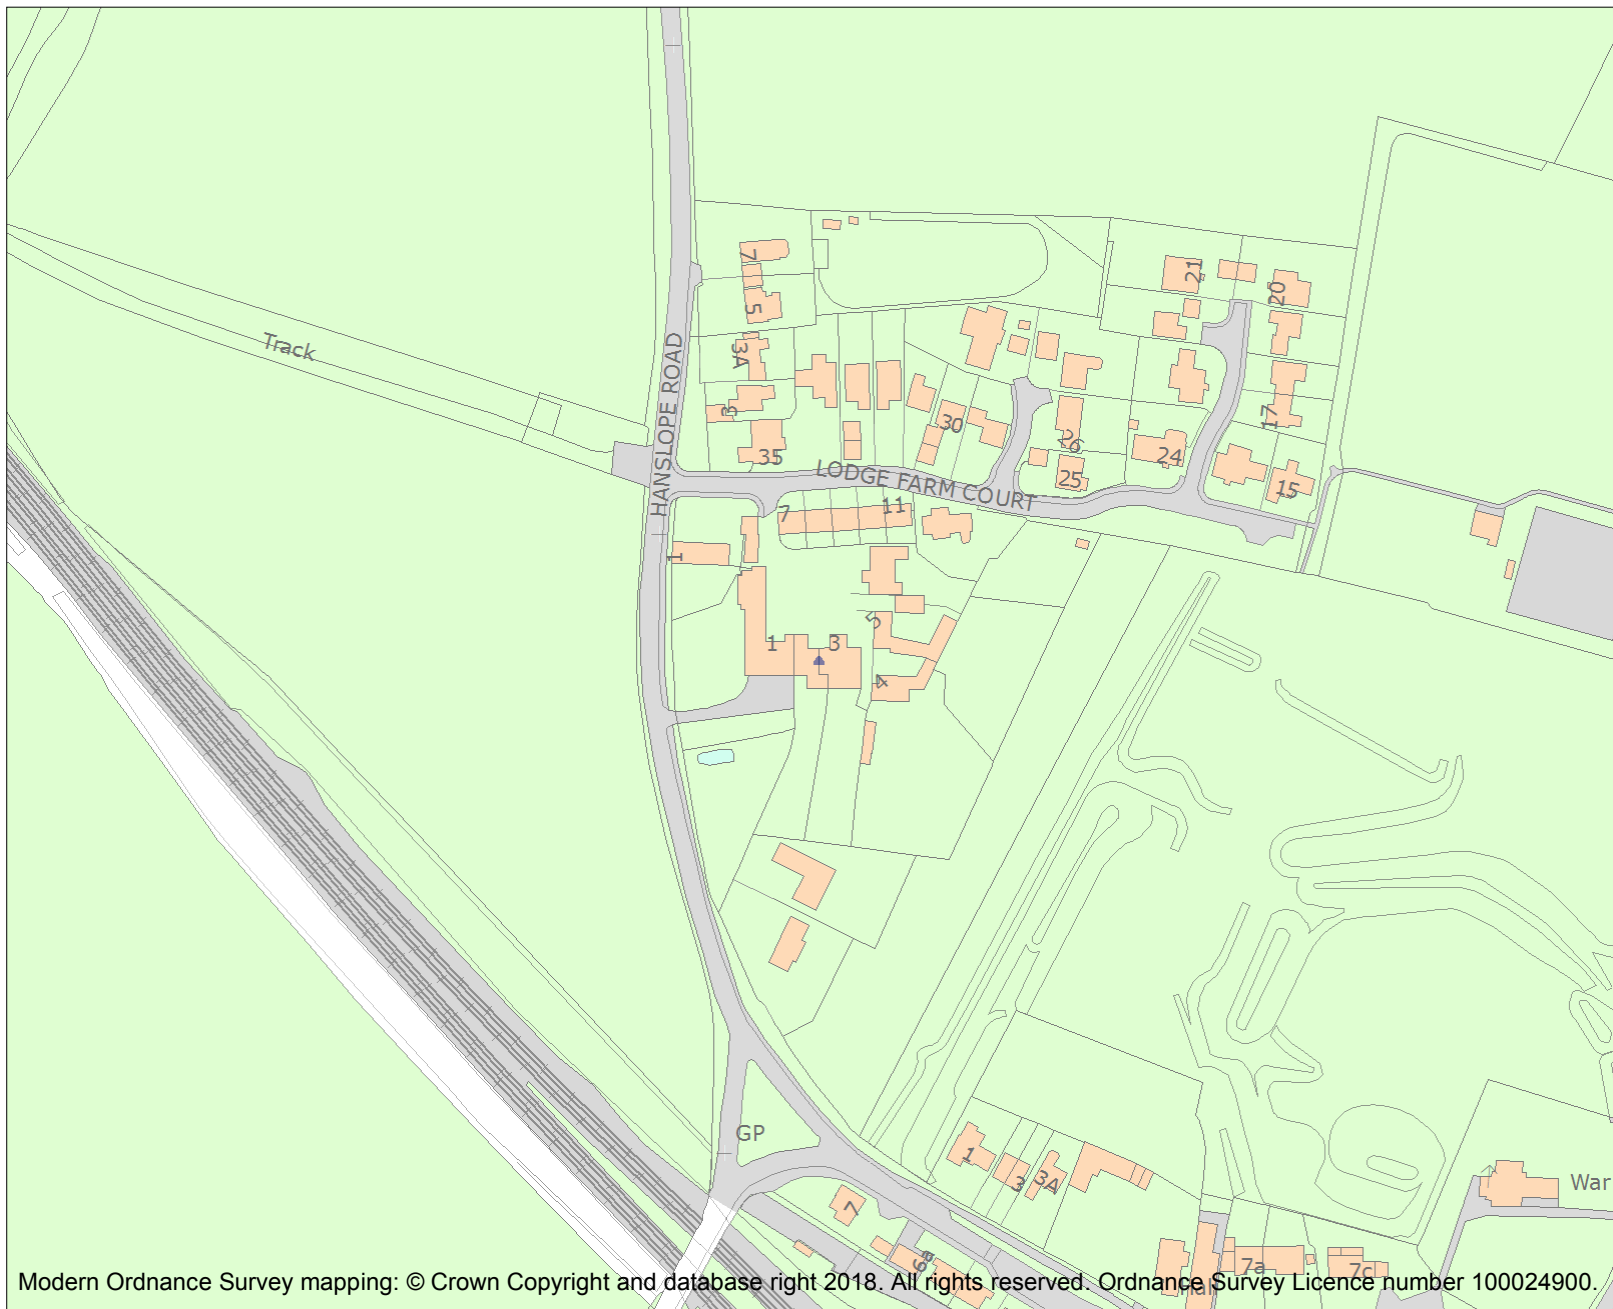 7
21
20
5
Track
3A
HANSLOPE ROAD
3
30
17
26
35
24
LODGE FARM COURT
25
15
7
11
1
5
1
3
4
GP
1
3
3A
War
7
7a
7c
Modern Ordnance Survey mapping: © Crown Copyright and database right 2018. All rights reserved. Ordnance Survey Licence number 100024900.